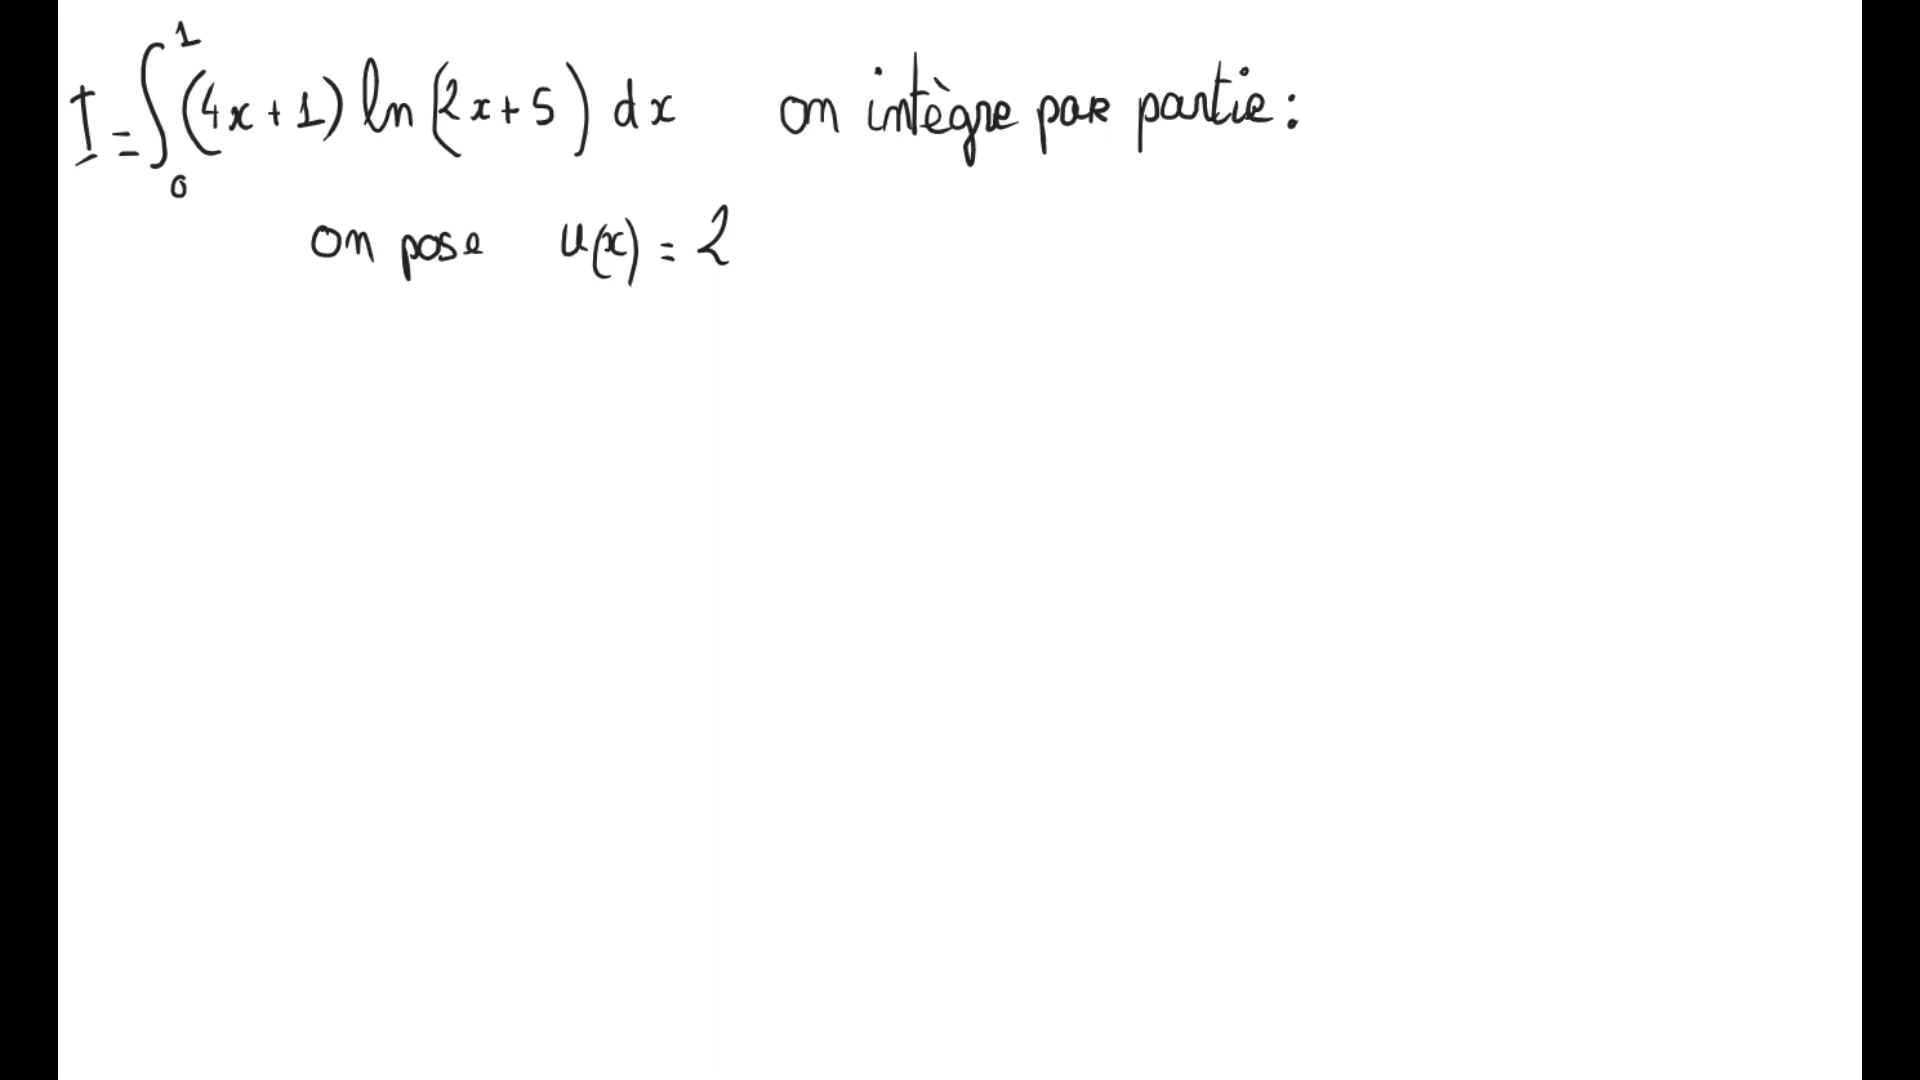 I = ∫₀¹ (4x + 1) ln(2x + 5) dx on intègre par partie :
on pose u(x) = 2